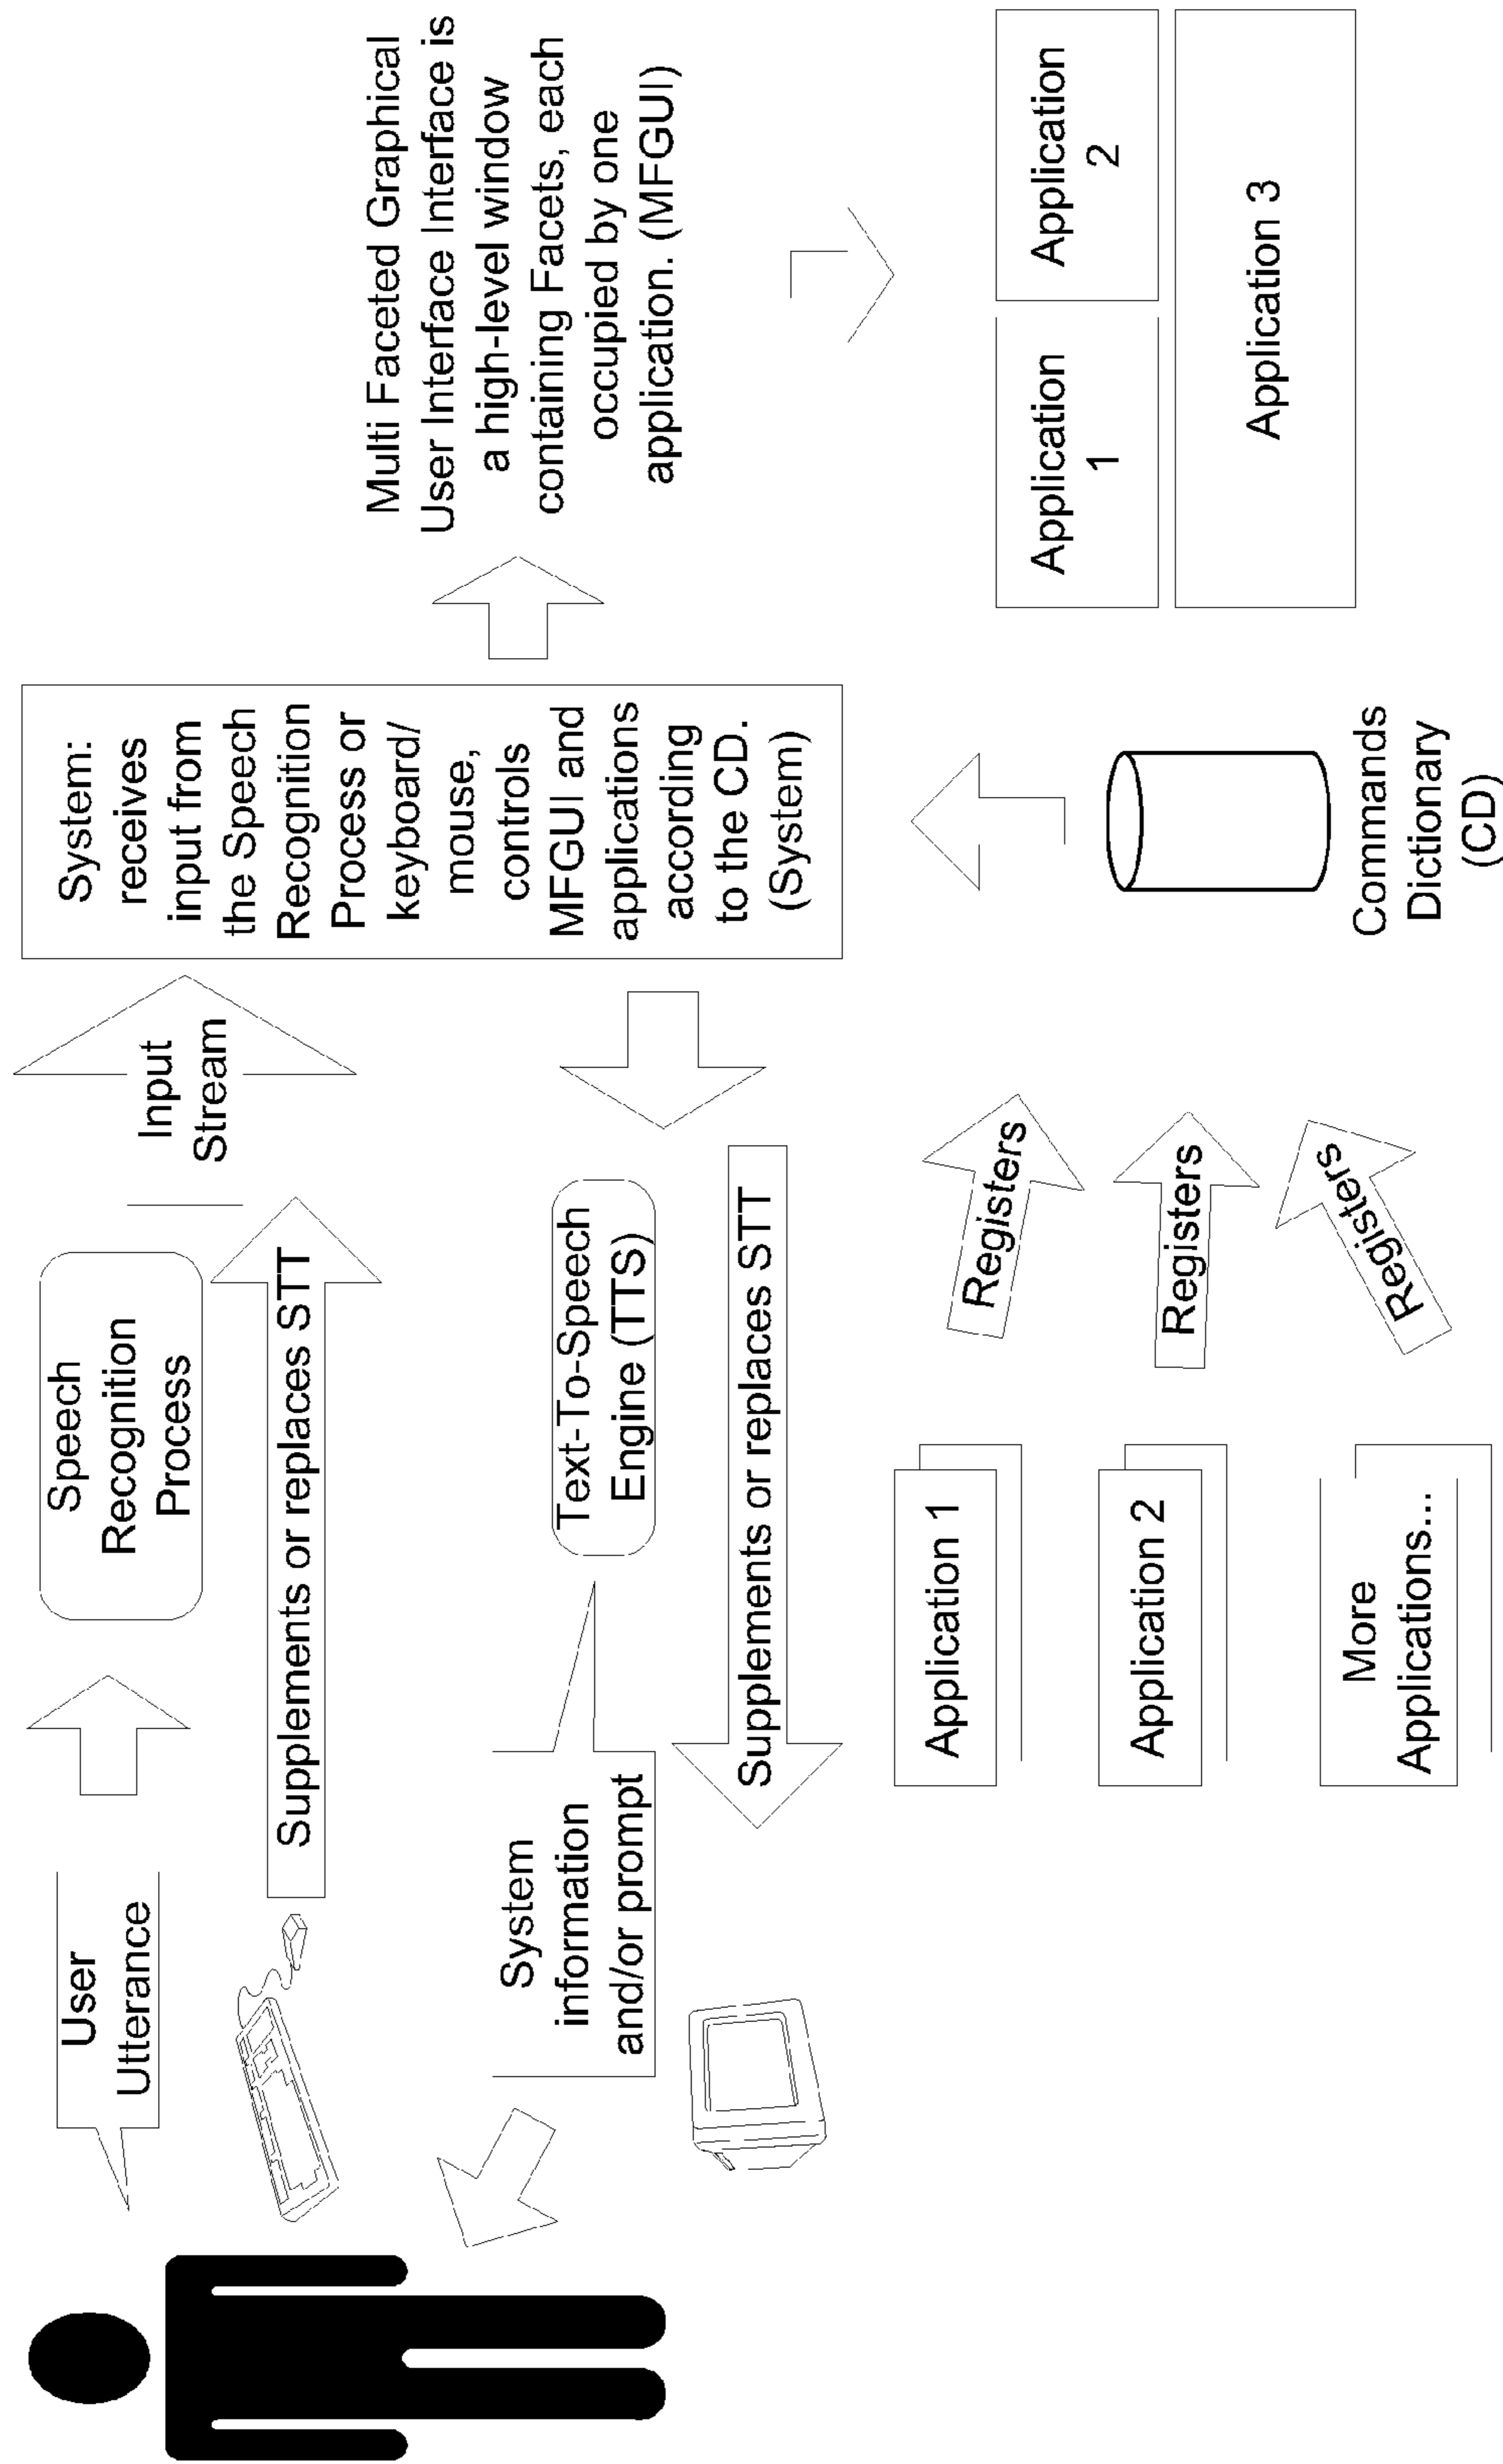 User
Utterance
Speech
Recognition
Process
Input
Stream
Supplements or replaces STT
System:
receives
input from
the Speech
Recognition
Process or
keyboard/
mouse,
controls
MFGUI and
applications
according
to the CD.
(System)
Multi Faceted Graphical
User Interface Interface is
a high-level window
containing Facets, each
occupied by one
application. (MFGUI)
System
information
and/or prompt
Text-To-Speech
Engine (TTS)
Supplements or replaces STT
Application 1
Registers
Application 2
Registers
More
Applications...
Registers
Commands
Dictionary
(CD)
Application
1
Application
2
Application 3